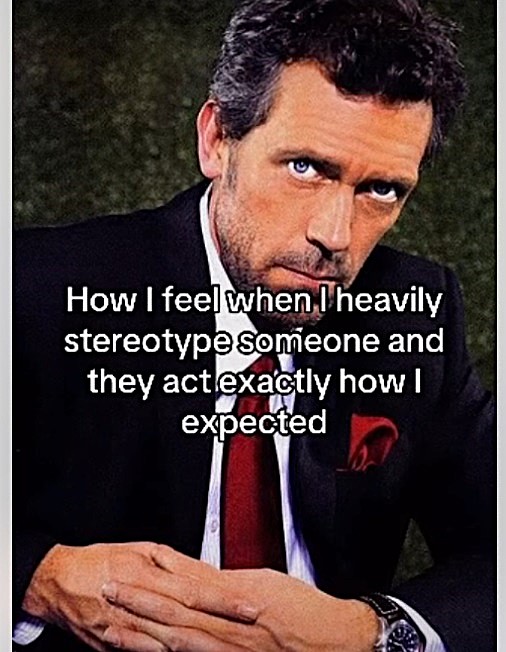 How I feel when I heavily
stereotype someone and
they act exactly how I
expected